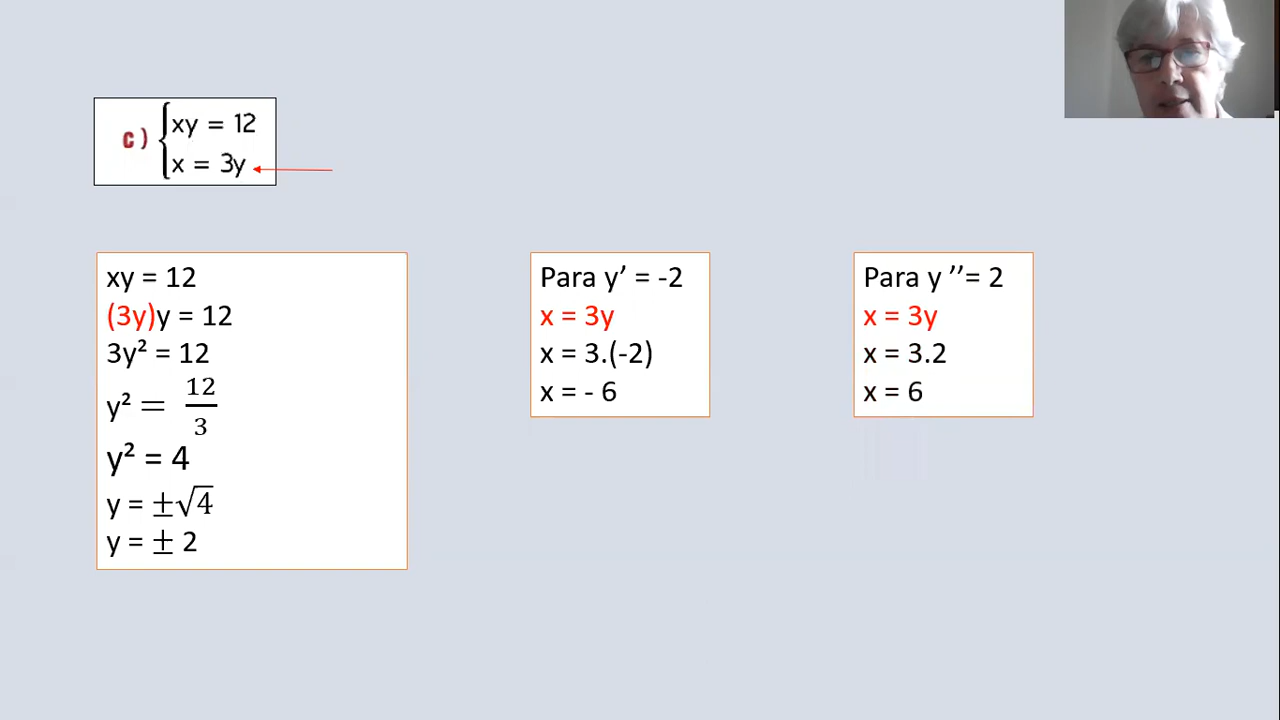 c) { xy = 12
x = 3y
xy = 12
(3y)y = 12
3y² = 12
y² = 12/3
y² = 4
y = ±√4
y = ± 2
Para y’ = -2
x = 3y
x = 3.(-2)
x = - 6
Para y ’’= 2
x = 3y
x = 3.2
x = 6